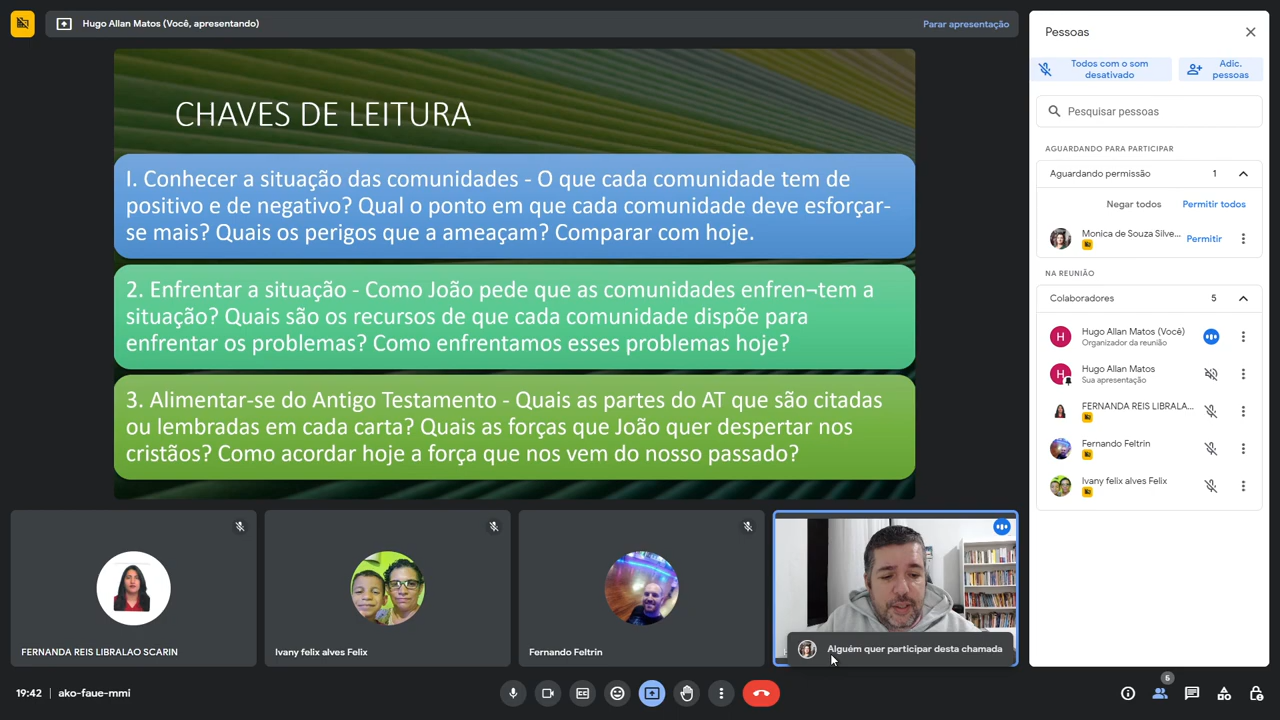 Hugo Allan Matos (Você, apresentando)
Parar apresentação
CHAVES DE LEITURA
I. Conhecer a situação das comunidades - O que cada comunidade tem de
positivo e de negativo? Qual o ponto em que cada comunidade deve esforçar-
se mais? Quais os perigos que a ameaçam? Comparar com hoje.
2. Enfrentar a situação - Como João pede que as comunidades enfren¬tem a
situação? Quais são os recursos de que cada comunidade dispõe para
enfrentar os problemas? Como enfrentamos esses problemas hoje?
3. Alimentar-se do Antigo Testamento - Quais as partes do AT que são citadas
ou lembradas em cada carta? Quais as forças que João quer despertar nos
cristãos? Como acordar hoje a força que nos vem do nosso passado?
FERNANDA REIS LIBRALAO SCARIN
Ivany felix alves Felix
Fernando Feltrin
Alguém quer participar desta chamada
19:42
ako-faue-mmi
Pessoas
Todos com o som
desativado
Adic.
pessoas
Pesquisar pessoas
AGUARDANDO PARA PARTICIPAR
Aguardando permissão 1
Negar todos Permitir todos
Monica de Souza Silve... Permitir
NA REUNIÃO
Colaboradores 5
H Hugo Allan Matos (Você)
Organizador da reunião
H Hugo Allan Matos
Sua apresentação
FERNANDA REIS LIBRALA...
Fernando Feltrin
Ivany felix alves Felix
6